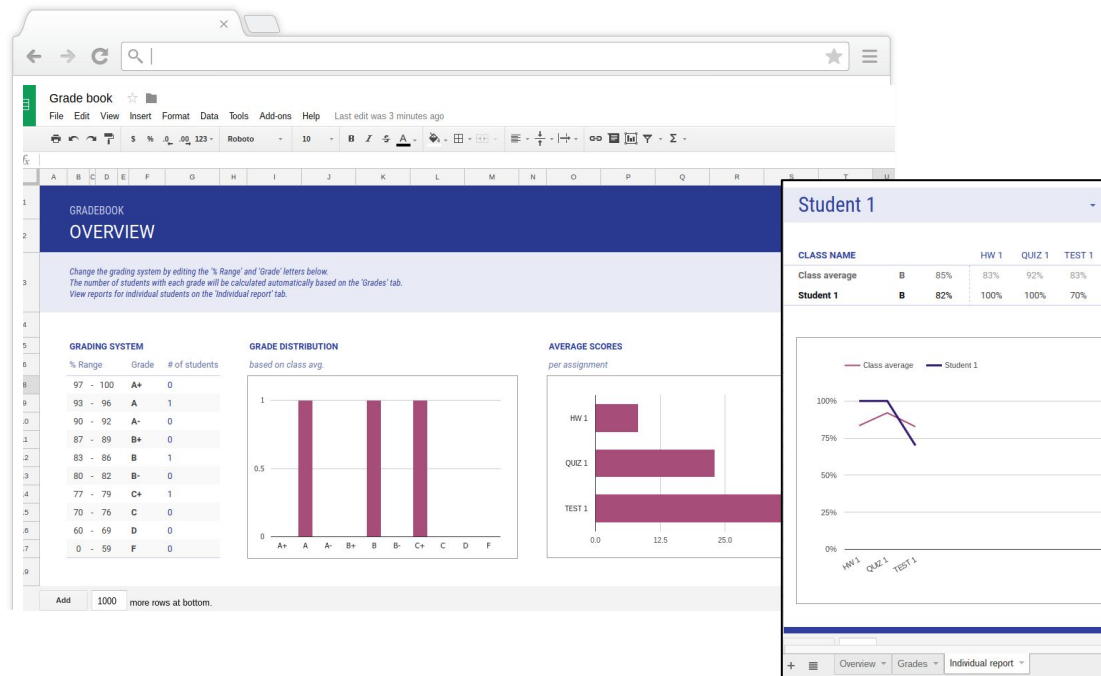 Grade book
File Edit View Insert Format Data Tools Add-ons Help Last edit was 3 minutes ago
$ % .0 .00 123 Roboto 10 B I S A
fx
A B C D E F G H I J K L M N O P Q R S T U
GRADEBOOK
OVERVIEW
Change the grading system by editing the '% Range' and 'Grade' letters below.
The number of students with each grade will be calculated automatically based on the 'Grades' tab.
View reports for individual students on the 'Individual report' tab.
GRADING SYSTEM
% Range Grade # of students
97 - 100 A+ 0
93 - 96 A 1
90 - 92 A- 0
87 - 89 B+ 0
83 - 86 B 1
80 - 82 B- 0
77 - 79 C+ 1
70 - 76 C 0
60 - 69 D 0
0 - 59 F 0
GRADE DISTRIBUTION
based on class avg.
1
0.5
0
A+ A A- B+ B B- C+ C D F
AVERAGE SCORES
per assignment
HW 1
QUIZ 1
TEST 1
0.0 12.5 25.0
Add 1000 more rows at bottom.
Student 1
CLASS NAME HW 1 QUIZ 1 TEST 1
Class average B 85% 83% 92% 83%
Student 1 B 82% 100% 100% 70%
Class average Student 1
100%
75%
50%
25%
0%
HW 1 QUIZ 1 TEST 1
+ Overview Grades Individual report